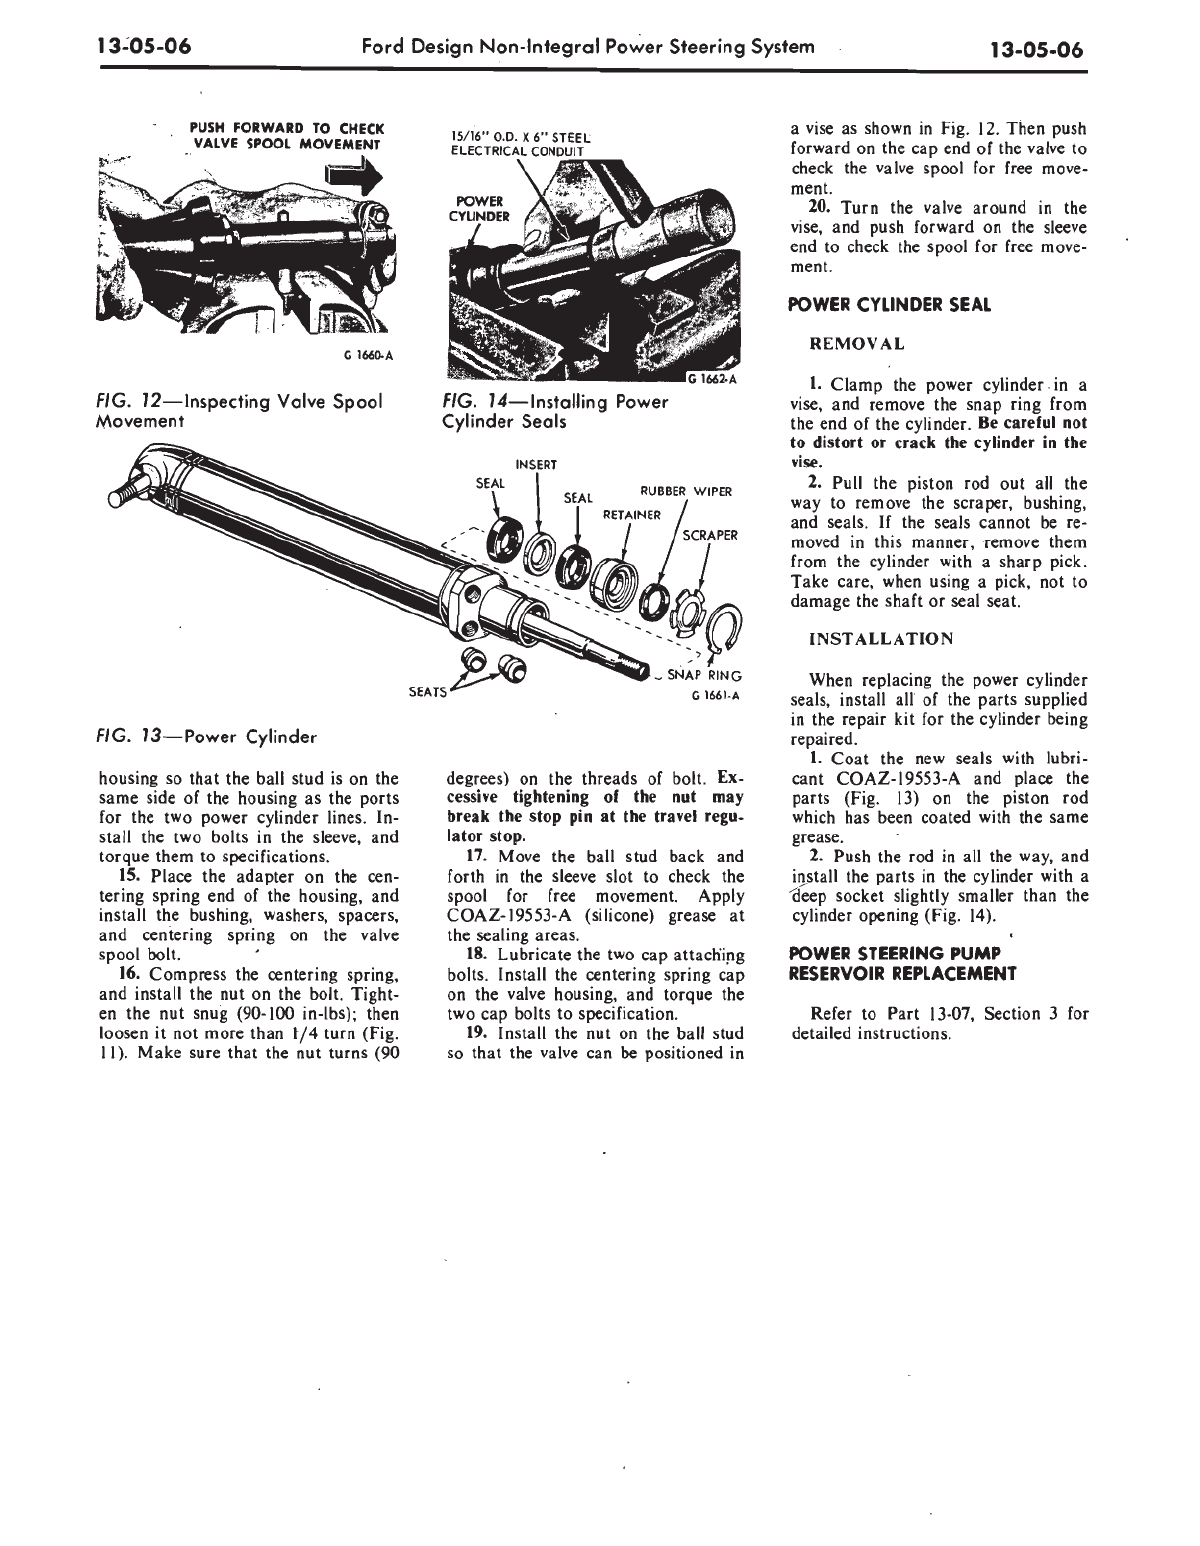 13-05-06
Ford Design Non-Integral Power Steering System
13-05-06
PUSH FORWARD TO CHECK
VALVE SPOOL MOVEMENT
G 1660-A
FIG. 12—Inspecting Valve Spool
Movement
15/16" O.D. X 6" STEEL
ELECTRICAL CONDUIT
POWER
CYLINDER
G 1662-A
FIG. 14—Installing Power
Cylinder Seals
INSERT
SEAL
SEAL
RUBBER WIPER
RETAINER
SCRAPER
SNAP RING
SEATS
G 1661-A
FIG. 13—Power Cylinder
housing so that the ball stud is on the
same side of the housing as the ports
for the two power cylinder lines. In-
stall the two bolts in the sleeve, and
torque them to specifications.
15. Place the adapter on the cen-
tering spring end of the housing, and
install the bushing, washers, spacers,
and centering spring on the valve
spool bolt.
16. Compress the centering spring,
and install the nut on the bolt. Tight-
en the nut snug (90-100 in-lbs); then
loosen it not more than 1/4 turn (Fig.
11). Make sure that the nut turns (90
degrees) on the threads of bolt. Ex-
cessive tightening of the nut may
break the stop pin at the travel regu-
lator stop.
17. Move the ball stud back and
forth in the sleeve slot to check the
spool for free movement. Apply
COAZ-19553-A (silicone) grease at
the sealing areas.
18. Lubricate the two cap attaching
bolts. Install the centering spring cap
on the valve housing, and torque the
two cap bolts to specification.
19. Install the nut on the ball stud
so that the valve can be positioned in
a vise as shown in Fig. 12. Then push
forward on the cap end of the valve to
check the valve spool for free move-
ment.
20. Turn the valve around in the
vise, and push forward on the sleeve
end to check the spool for free move-
ment.
POWER CYLINDER SEAL
REMOVAL
1. Clamp the power cylinder in a
vise, and remove the snap ring from
the end of the cylinder. Be careful not
to distort or crack the cylinder in the
vise.
2. Pull the piston rod out all the
way to remove the scraper, bushing,
and seals. If the seals cannot be re-
moved in this manner, remove them
from the cylinder with a sharp pick.
Take care, when using a pick, not to
damage the shaft or seal seat.
INSTALLATION
When replacing the power cylinder
seals, install all of the parts supplied
in the repair kit for the cylinder being
repaired.
1. Coat the new seals with lubri-
cant COAZ-19553-A and place the
parts (Fig. 13) on the piston rod
which has been coated with the same
grease.
2. Push the rod in all the way, and
install the parts in the cylinder with a
deep socket slightly smaller than the
cylinder opening (Fig. 14).
POWER STEERING PUMP
RESERVOIR REPLACEMENT
Refer to Part 13-07, Section 3 for
detailed instructions.